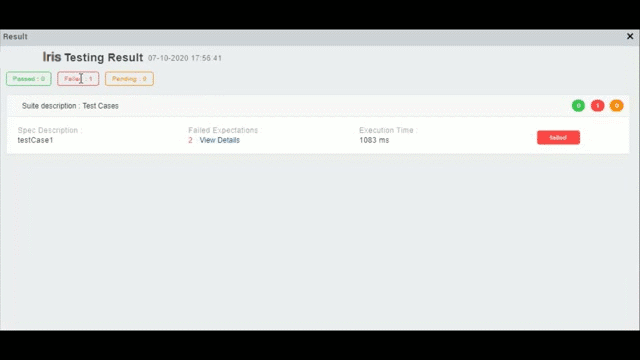 Result ×
Iris Testing Result 07-10-2020 17:56:41
Passed : 0 Failed : 1 Pending : 0
Suite description : Test Cases 0 1 0
Spec Description : Failed Expectations Execution Time :
testCase1 2 View Details 1083 ms failed